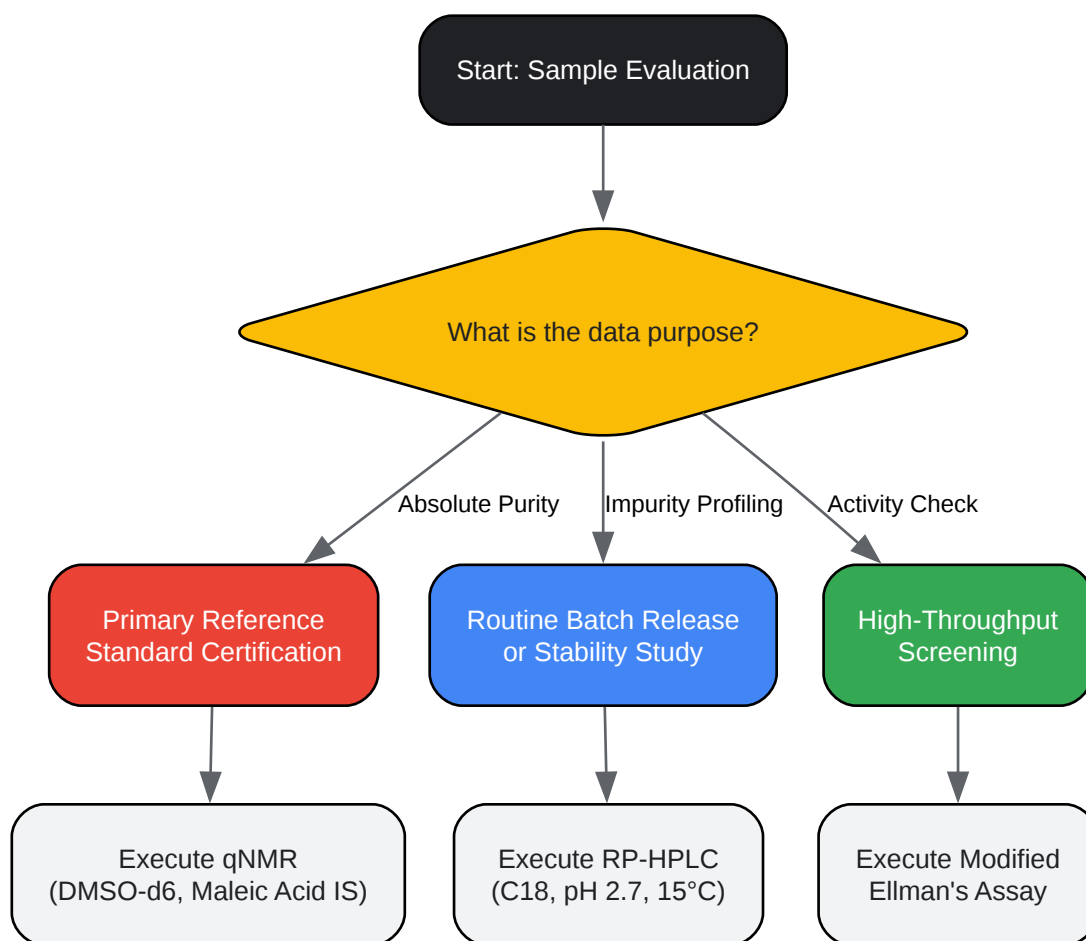 Start: Sample Evaluation
What is the data purpose?
Absolute Purity
Impurity Profiling
Activity Check
Primary Reference
Standard Certification
Routine Batch Release
or Stability Study
High-Throughput
Screening
Execute qNMR
(DMSO-d6, Maleic Acid IS)
Execute RP-HPLC
(C18, pH 2.7, 15°C)
Execute Modified
Ellman's Assay